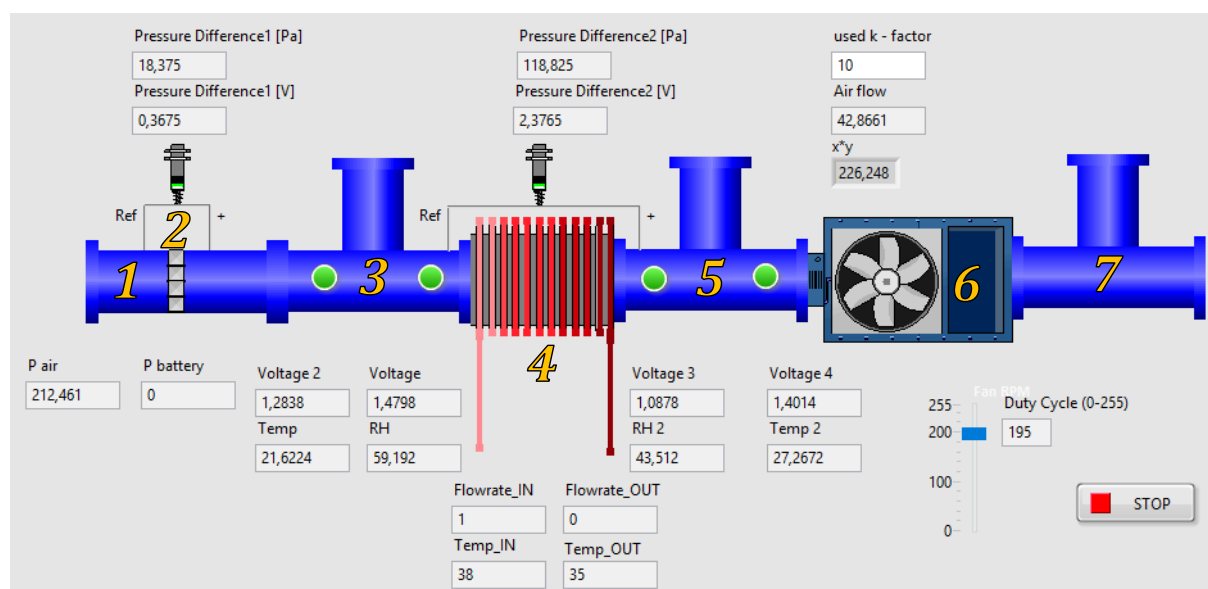 Pressure Difference1 [Pa]
18,375
Pressure Difference1 [V]
0,3675
Pressure Difference2 [Pa]
118,825
Pressure Difference2 [V]
2,3765
used k - factor
10
Air flow
42,8661
x*y
226,248
Ref
+
Ref
+
1
2
3
4
5
6
7
P air
212,461
P battery
0
Voltage 2
1,2838
Temp
21,6224
Voltage
1,4798
RH
59,192
Voltage 3
1,0878
RH 2
43,512
Voltage 4
1,4014
Temp 2
27,2672
Flowrate_IN
1
Temp_IN
38
Flowrate_OUT
0
Temp_OUT
35
Fan RPM
255
200
100
0
Duty Cycle (0-255)
195
STOP